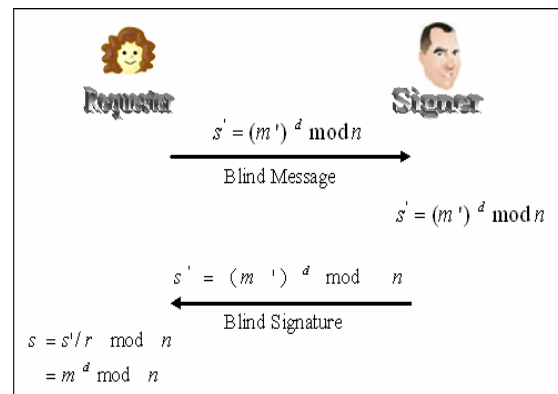 Requester
Signer
s' = (m') ^d mod n
Blind Message
s' = (m') ^d mod n
s' = (m ') ^d mod n
Blind Signature
s = s'/r mod n
= m ^d mod n